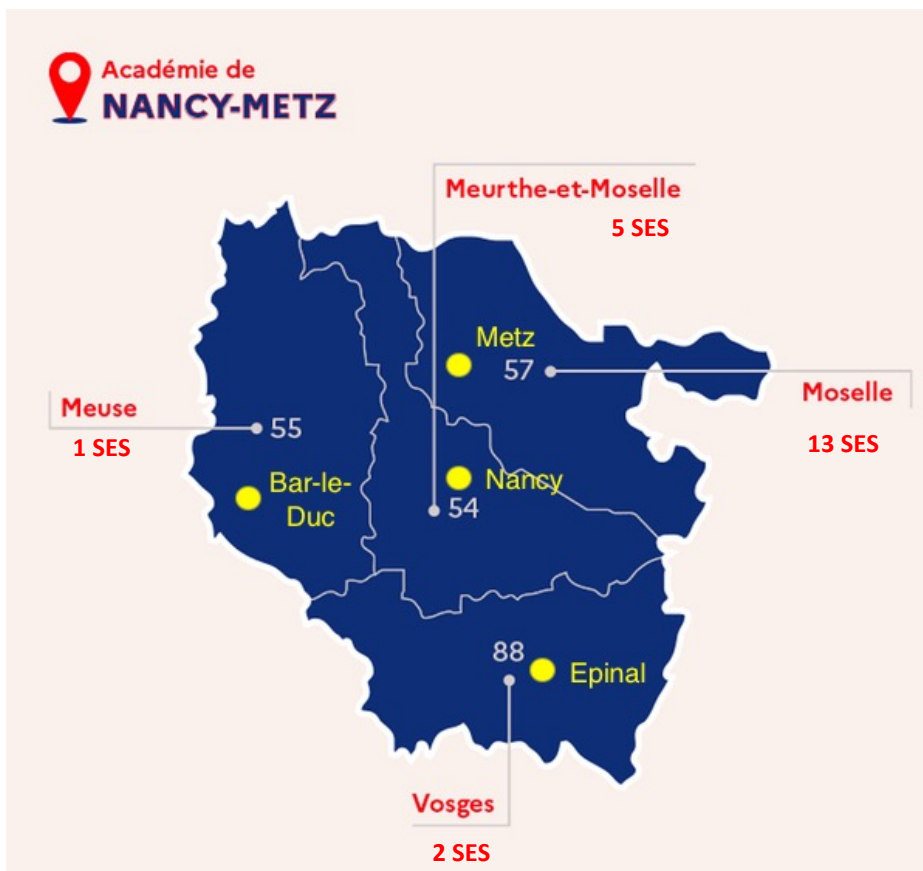 Académie de
NANCY-METZ
Meurthe-et-Moselle
5 SES
Metz
57
Moselle
13 SES
Meuse
1 SES
55
Bar-le-
Duc
Nancy
54
88
Epinal
Vosges
2 SES